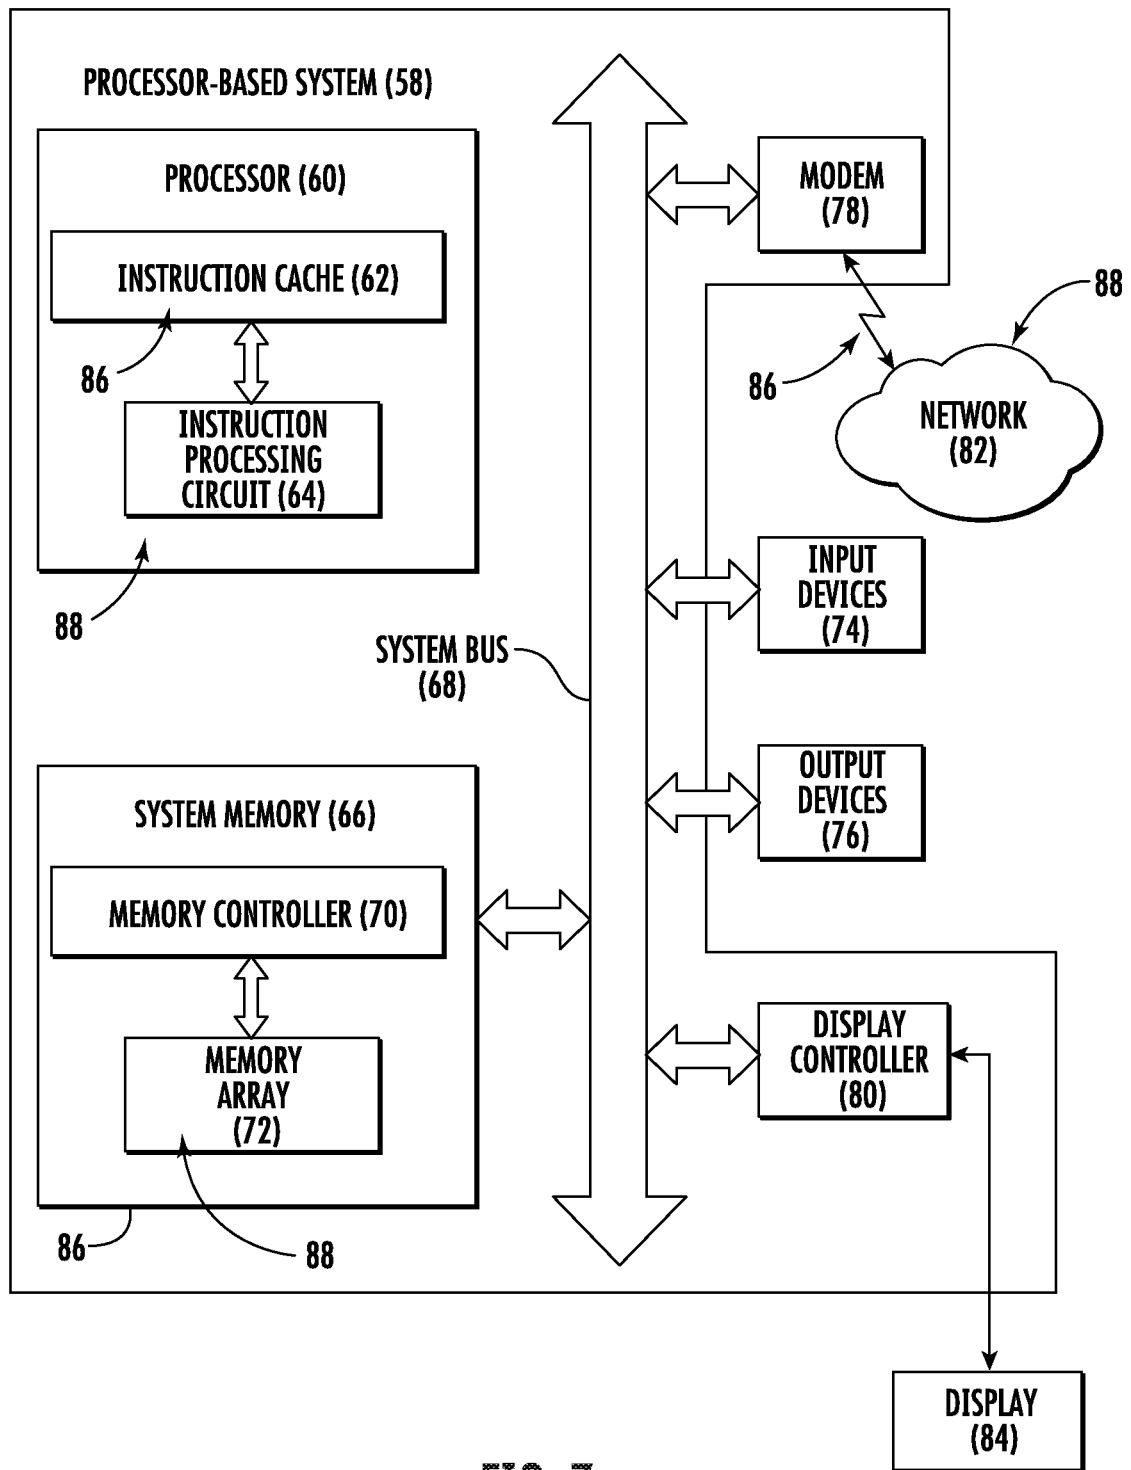 PROCESSOR-BASED SYSTEM (58)
PROCESSOR (60)
INSTRUCTION CACHE (62)
86
INSTRUCTION
PROCESSING
CIRCUIT (64)
88
SYSTEM BUS
(68)
MODEM
(78)
88
86
NETWORK
(82)
INPUT
DEVICES
(74)
OUTPUT
DEVICES
(76)
SYSTEM MEMORY (66)
MEMORY CONTROLLER (70)
MEMORY
ARRAY
(72)
86
88
DISPLAY
CONTROLLER
(80)
DISPLAY
(84)